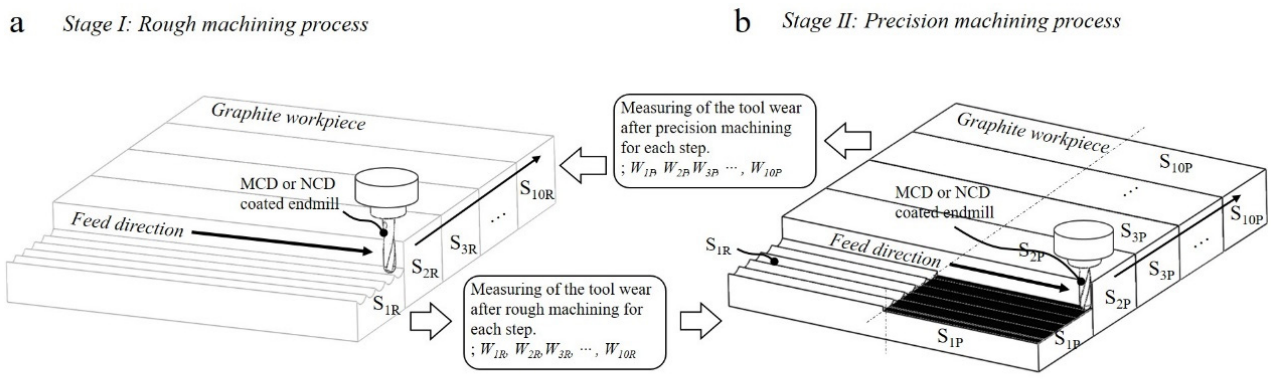 a Stage I: Rough machining process
Graphite workpiece
MCD or NCD
coated endmill
Feed direction
S10R
...
S3R
S2R
S1R
Measuring of the tool wear
after precision machining
for each step.
; W1P, W2P, W3P, ..., W10P
Measuring of the tool wear
after rough machining for
each step.
; W1R, W2R, W3R, ..., W10R
b Stage II: Precision machining process
Graphite workpiece
S10P
MCD or NCD
coated endmill
...
S10P
S3P
S1R
Feed direction
S2P
...
S3P
S2P
S1P
S1P